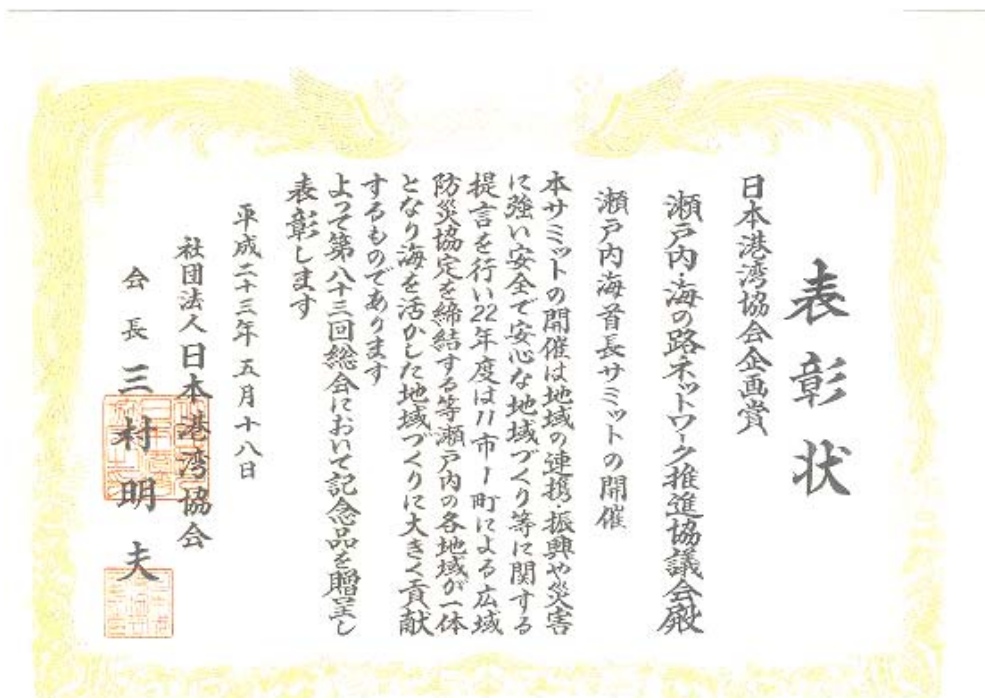 表彰状
日本港湾協会企画賞
瀬戸内・海の路ネットワーク推進協議会殿
瀬戸内海首長サミットの開催
本サミットの開催は地域の連携・振興や災害
に強い安全で安心な地域づくり等に関する
提言を行い22年度は11市1町による広域
防災協定を締結する等瀬戸内の各地域が一体
となり海を活かした地域づくりに大きく貢献
するものであります
よって第八十三回総会において記念品を贈呈し
表彰します
平成二十三年五月十八日
社団法人日本港湾協会
会長三村明夫